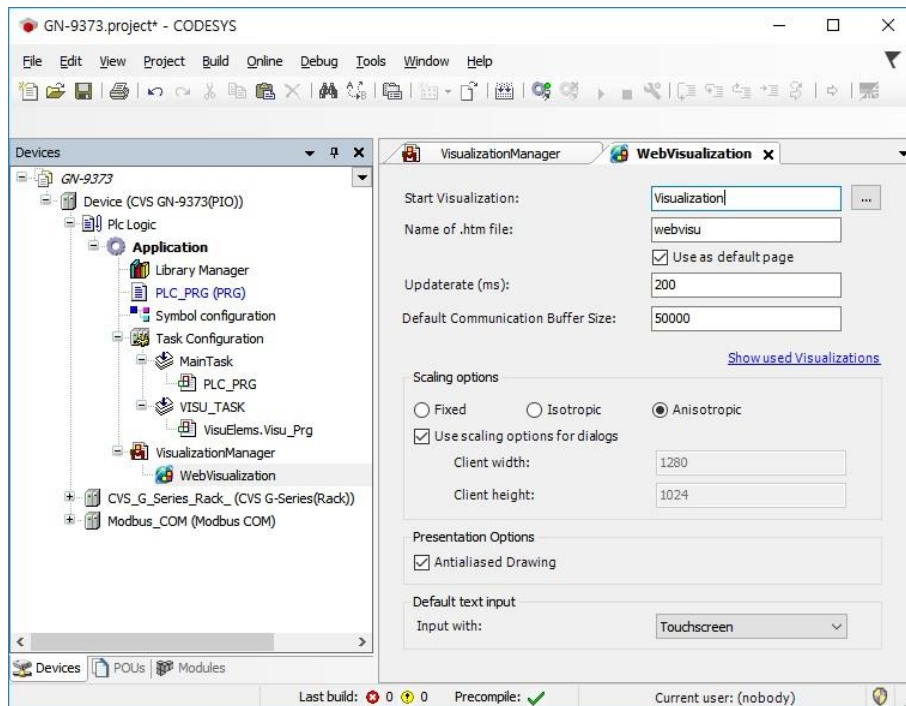 GN-9373.project* - CODESYS
File Edit View Project Build Online Debug Tools Window Help
Devices
GN-9373
Device (CVS GN-9373(PIO))
Plc Logic
Application
Library Manager
PLC_PRG (PRG)
Symbol configuration
Task Configuration
MainTask
PLC_PRG
VISU_TASK
VisuElems.Visu_Prg
VisualizationManager
WebVisualization
CVS_G_Series_Rack_ (CVS G-Series(Rack))
Modbus_COM (Modbus COM)
Devices POUs Modules
VisualizationManager WebVisualization
Start Visualization: Visualization ...
Name of .htm file: webvisu
Use as default page
Updaterate (ms): 200
Default Communication Buffer Size: 50000
Show used Visualizations
Scaling options
Fixed Isotropic Anisotropic
Use scaling options for dialogs
Client width: 1280
Client height: 1024
Presentation Options
Antialiased Drawing
Default text input
Input with: Touchscreen
Last build: 0 0 Precompile: Current user: (nobody)